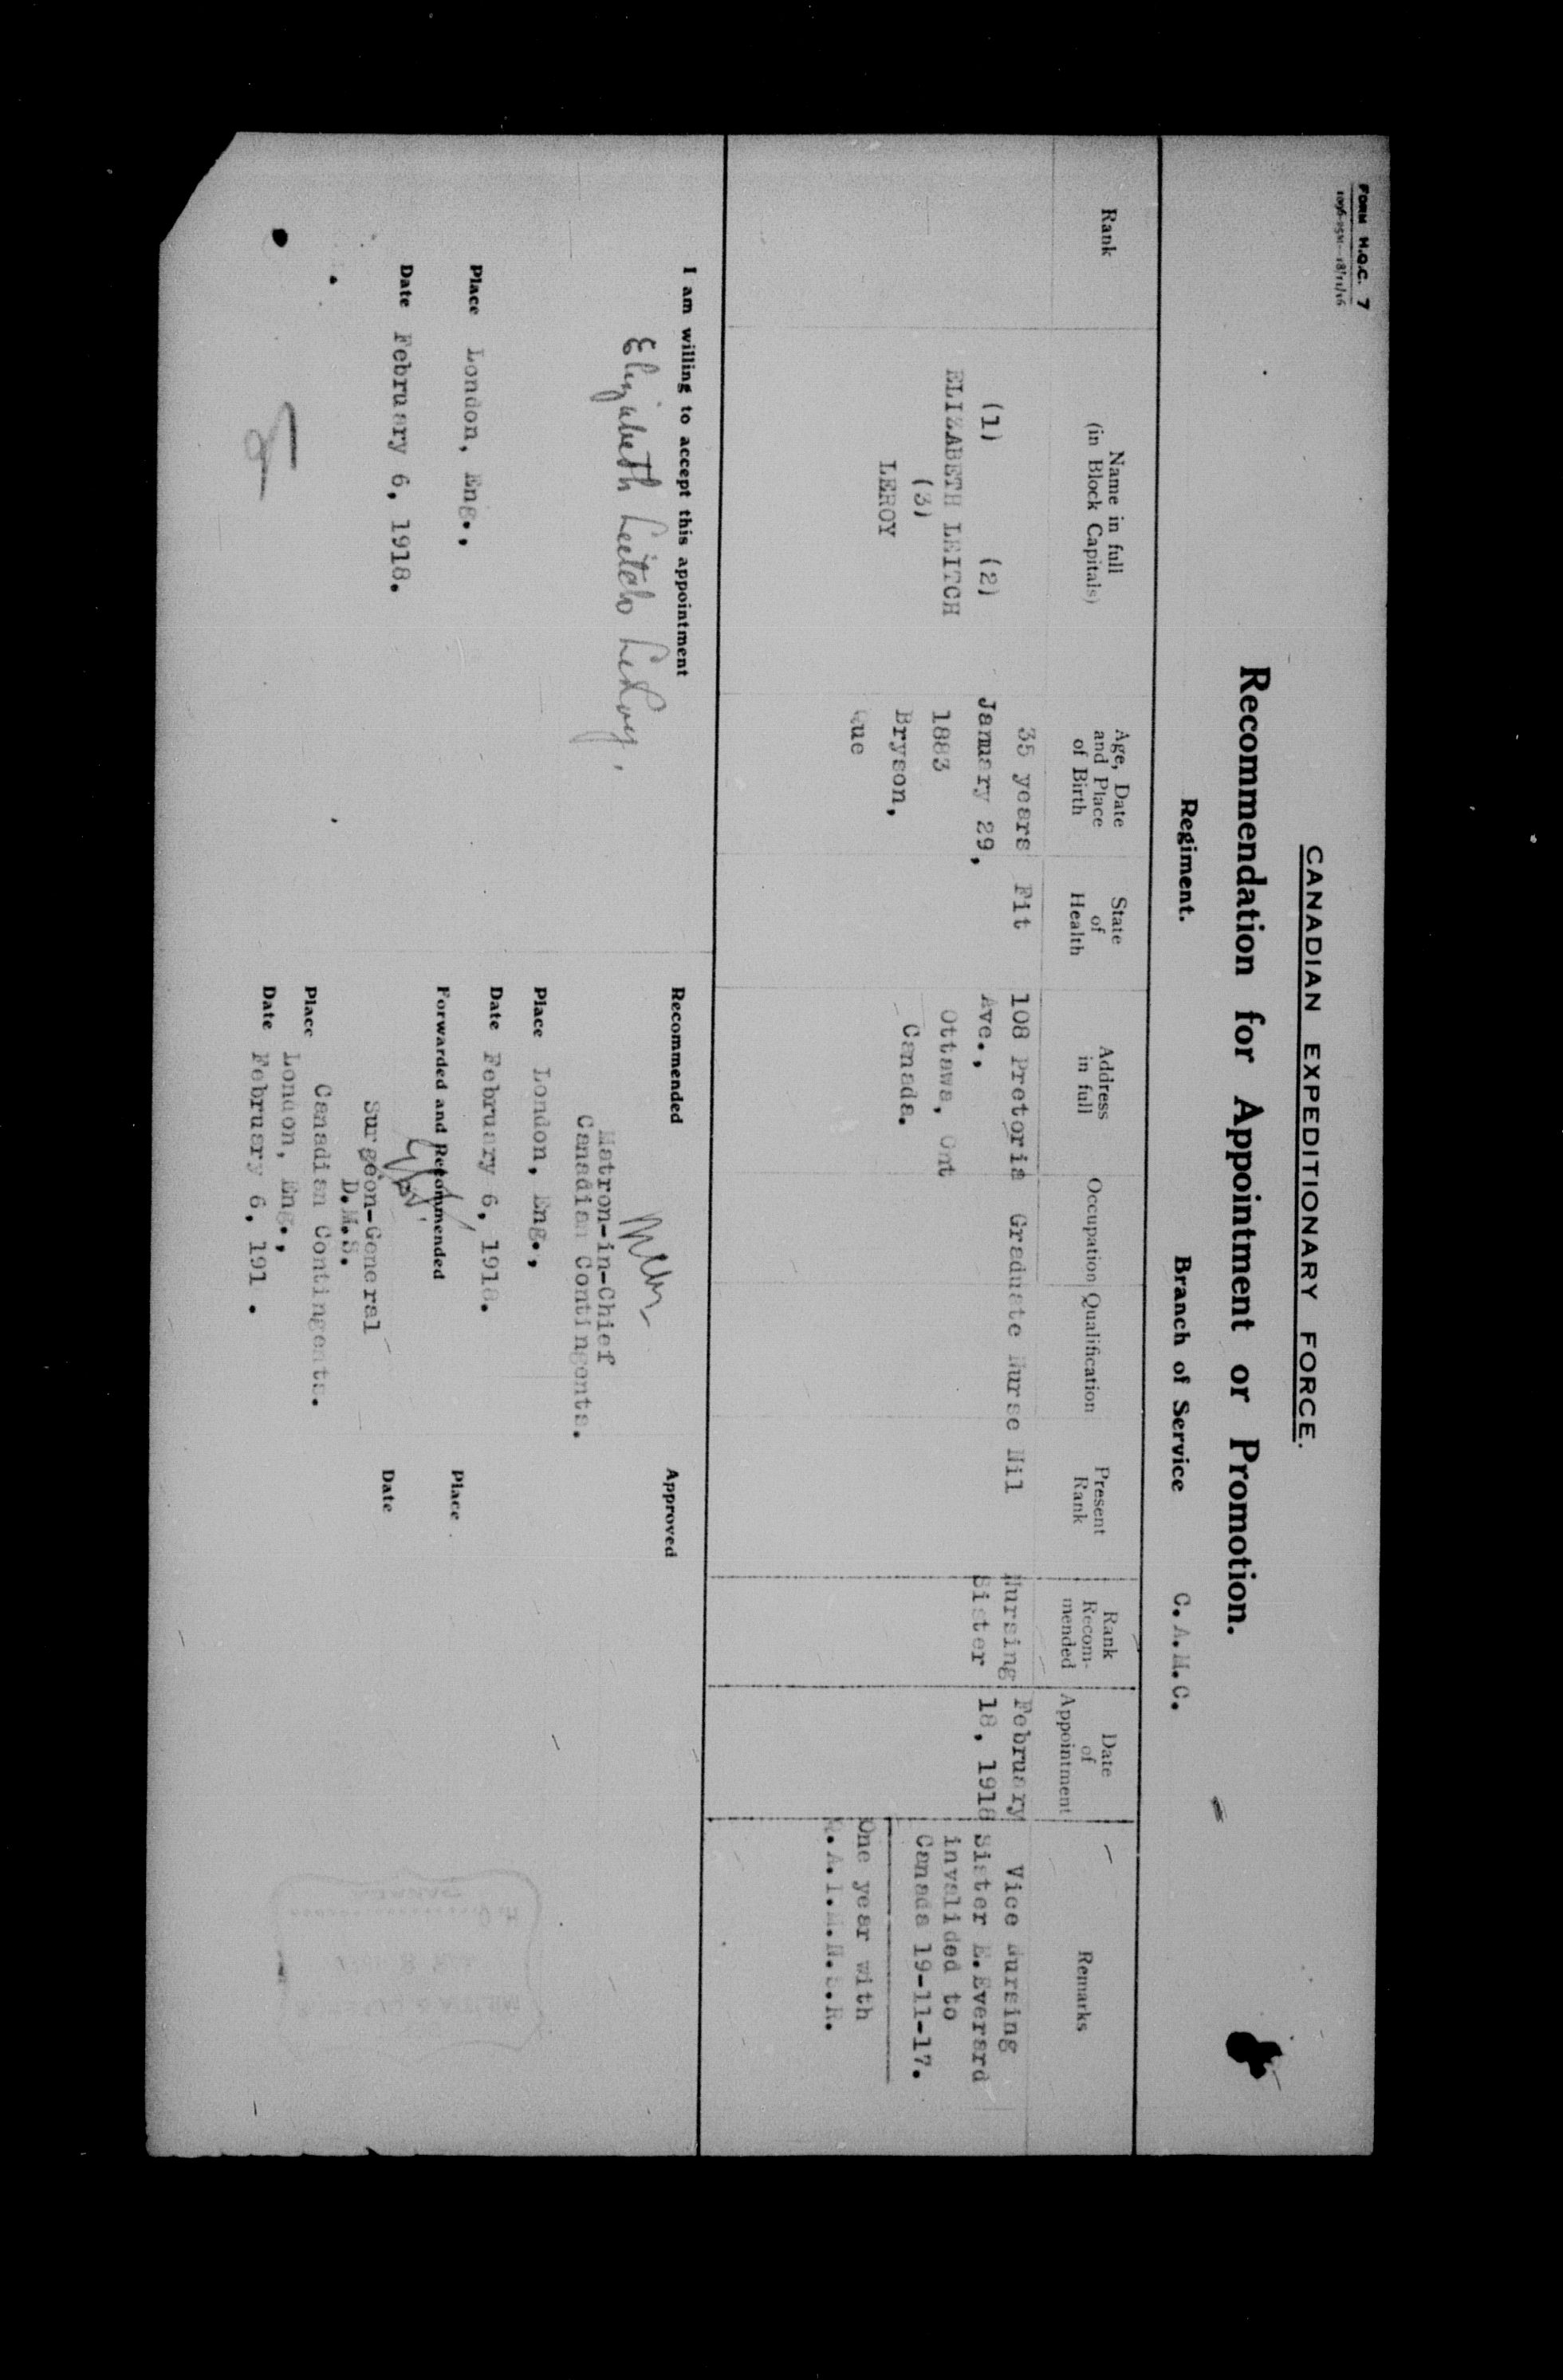 FORM H.Q.C. 7
CANADIAN EXPEDITIONARY FORCE.
Recommendation for Appointment or Promotion.
Regiment. Branch of Service C.A.M.C.
Rank
Name in full
(in Block Capitals)
Age, Date
and Place
of Birth
State
of
Health
Address
in full
Occupation
Qualification
Present
Rank
Rank
Recom-
mended
Date
of
Appointment
Remarks
(1) (2)
ELIZABETH LEITCH
(3)
LEROY
35 years
January 29,
1883
Bryson,
Que
Fit
108 Pretoria
Ave.,
Ottawa, Ont
Canada.
Graduate Nurse
Nil
Nursing
Sister
February
18, 1918
Vice Nursing
Sister E.Everard
invalided to
Canada 19-11-17.
One year with
I am willing to accept this appointment
Elizabeth Leitch LeRoy.
Place London, Eng.,
Date February 6, 1918.
Recommended
Matron-in-Chief
Canadian Contingents.
Place London, Eng.,
Date February 6, 1918.
Forwarded and Recommended
Surgeon-General
D.M.S.
Canadian Contingents.
Place London, Eng.,
Date February 6, 191 .
Approved
Place
Date